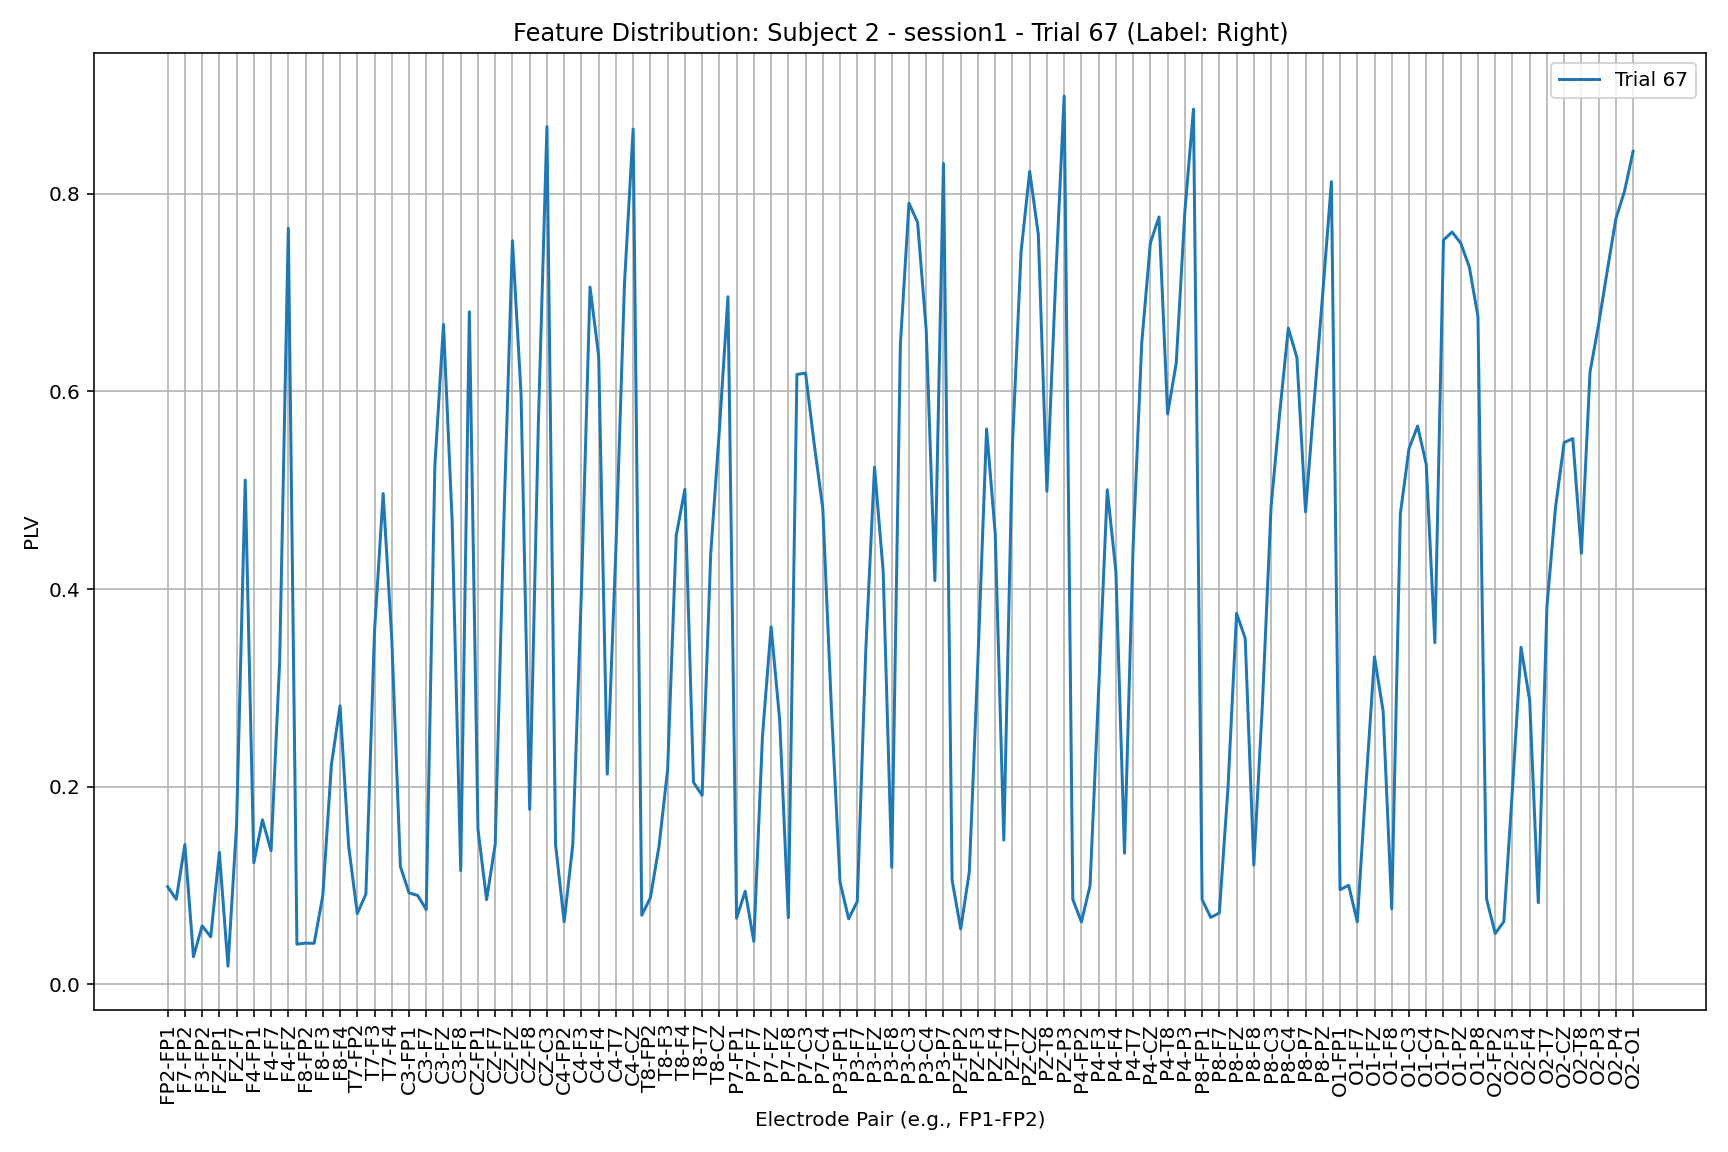 Feature Distribution: Subject 2 - session1 - Trial 67 (Label: Right)
Trial 67
PLV
0.8
0.6
0.4
0.2
0.0
FP2-FP1
F7-FP2
F3-FP2
FZ-FP1
FZ-F7
F4-FP1
F4-F7
F4-FZ
F8-FP2
F8-F3
F8-F4
T7-FP2
T7-F3
T7-F4
C3-FP1
C3-F7
C3-FZ
C3-F8
CZ-FP1
CZ-F7
CZ-FZ
CZ-F8
CZ-C3
C4-FP2
C4-F3
C4-F4
C4-T7
C4-CZ
T8-FP2
T8-F3
T8-F4
T8-T7
T8-CZ
P7-FP1
P7-F7
P7-FZ
P7-F8
P7-C3
P7-C4
P3-FP1
P3-F7
P3-FZ
P3-F8
P3-C3
P3-C4
P3-P7
PZ-FP2
PZ-F3
PZ-F4
PZ-T7
PZ-CZ
PZ-T8
PZ-P3
P4-FP2
P4-F3
P4-F4
P4-T7
P4-CZ
P4-T8
P4-P3
P8-FP1
P8-F7
P8-FZ
P8-F8
P8-C3
P8-C4
P8-P7
P8-PZ
O1-FP1
O1-F7
O1-FZ
O1-F8
O1-C3
O1-C4
O1-P7
O1-PZ
O1-P8
O2-FP2
O2-F3
O2-F4
O2-T7
O2-CZ
O2-T8
O2-P3
O2-P4
O2-O1
Electrode Pair (e.g., FP1-FP2)